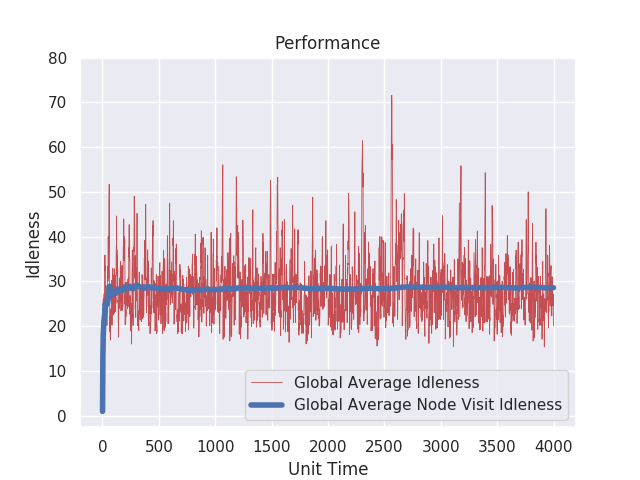 Performance
80
70
60
50
40
30
20
10
0
Idleness
0 500 1000 1500 2000 2500 3000 3500 4000
Unit Time
Global Average Idleness
Global Average Node Visit Idleness